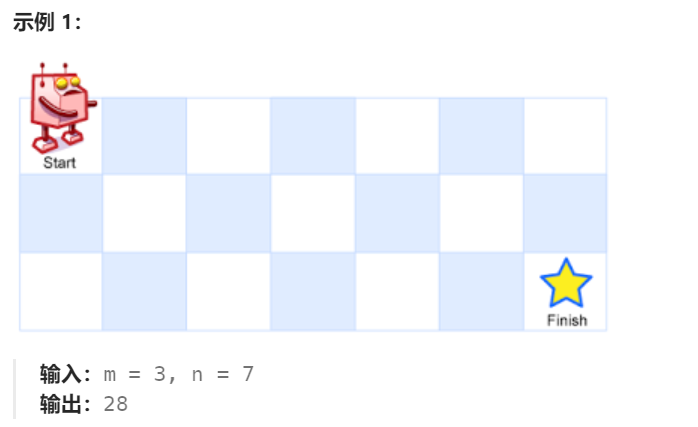 示例 1：
Start
Finish
输入：m = 3, n = 7
输出：28